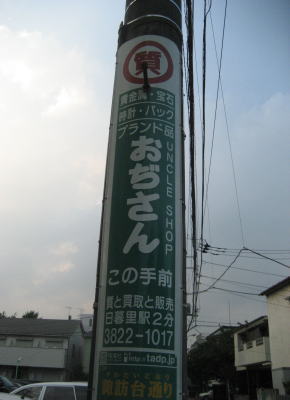 質
貴金属・宝石
時計・バック
ブランド品
おぢさん
UNCLE SHOP
この手前
質と買取と販売
日暮里駅2分
3822-1017
tadp.jp
諏訪台通り